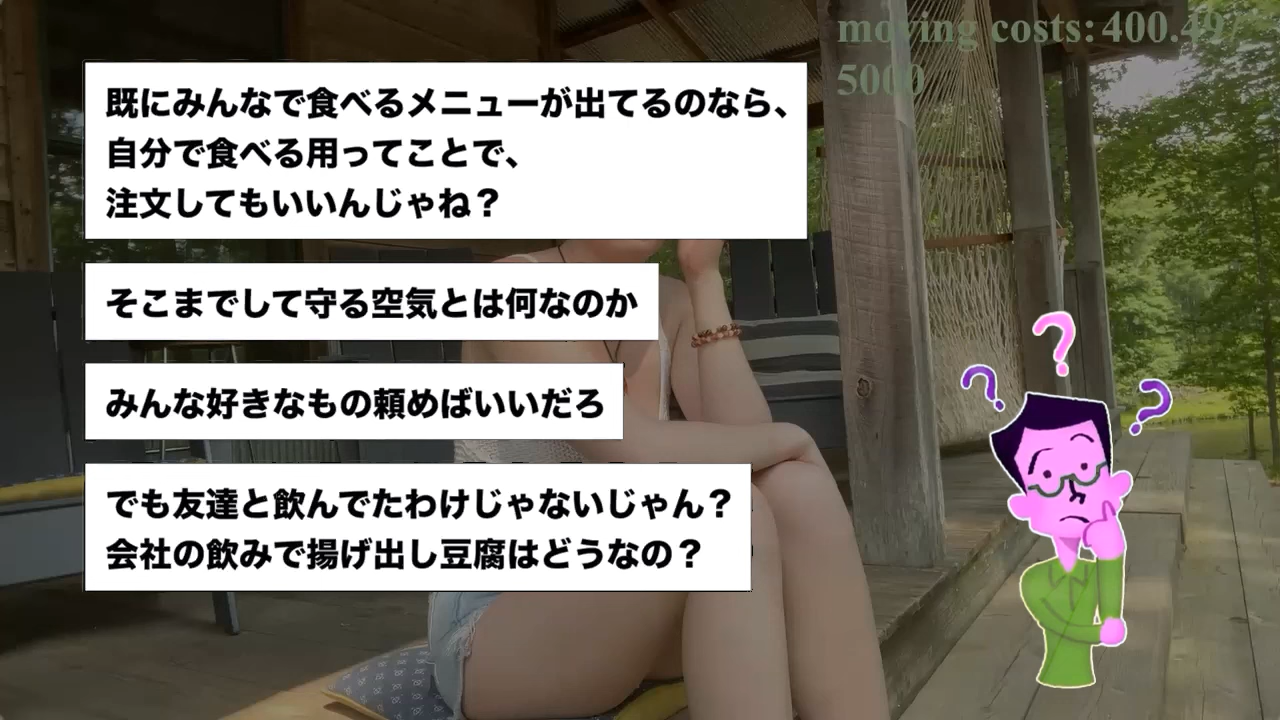 moving costs: 400.497
5000
既にみんなで食べるメニューが出てるのなら、
自分で食べる用ってことで、
注文してもいいんじゃね？
そこまでして守る空気とは何なのか
みんな好きなもの頼めばいいだろ
でも友達と飲んでたわけじゃないじゃん？
会社の飲みで揚げ出し豆腐はどうなの？